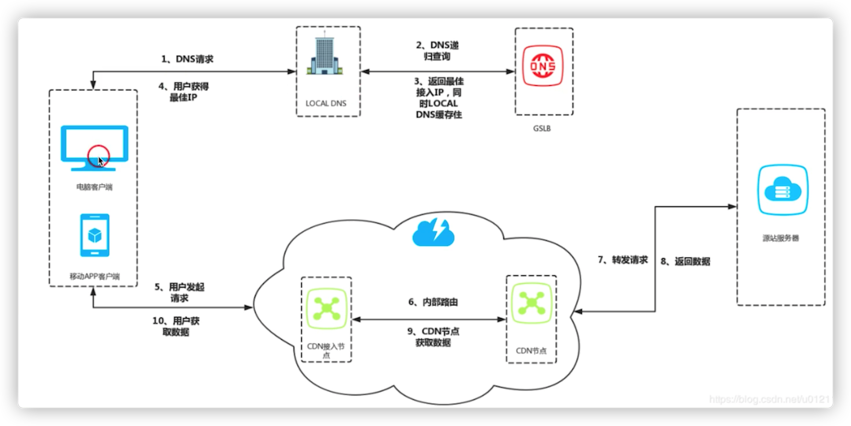 1、DNS请求
4、用户获得
最佳IP
LOCAL DNS
2、DNS递
归查询
3、返回最佳
接入IP，同
时LOCAL
DNS缓存住
DNS
GSLB
电脑客户端
移动APP客户端
5、用户发起
请求
10、用户获
取数据
CDN接入节
点
6、内部路由
9、CDN节点
获取数据
CDN节点
7、转发请求
8、返回数据
源站服务器
https://blog.csdn.net/u0121